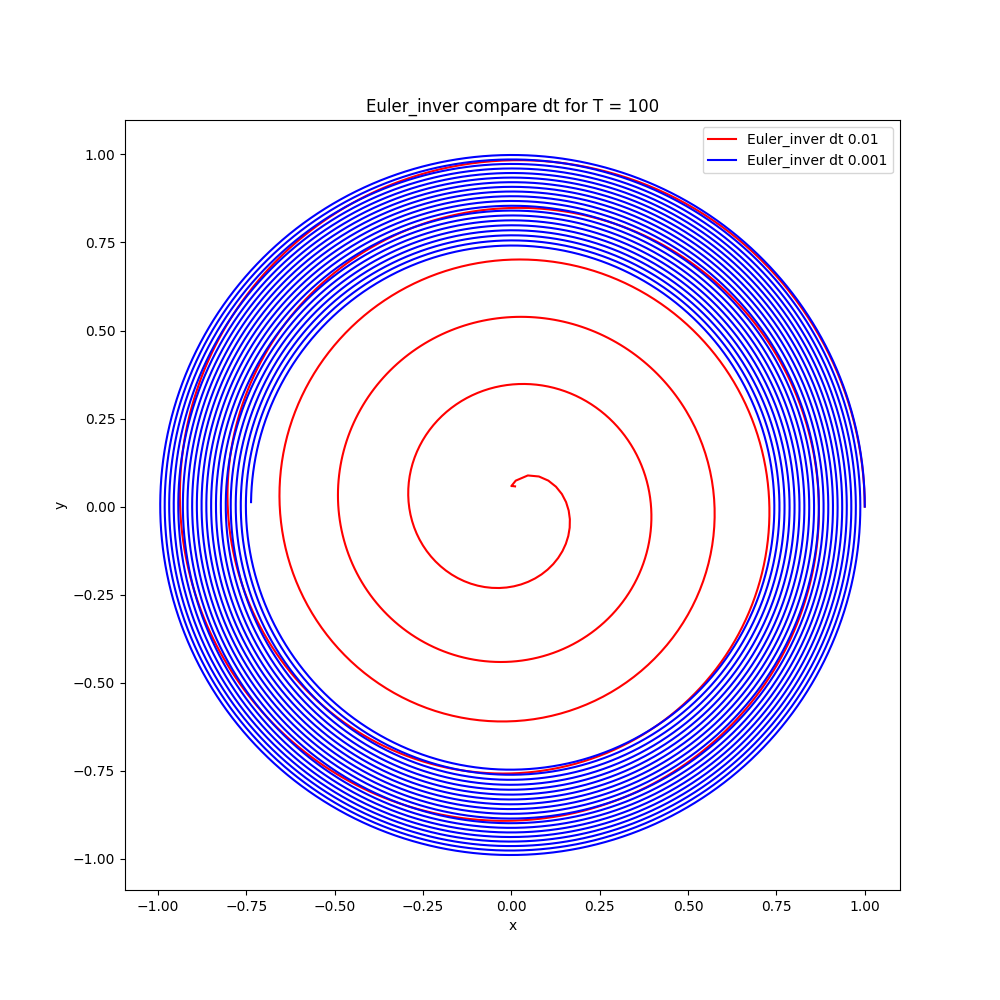 Euler_inver compare dt for T = 100
Euler_inver dt 0.01
Euler_inver dt 0.001
1.00
0.75
0.50
0.25
0.00
−0.25
−0.50
−0.75
−1.00
y
−1.00 −0.75 −0.50 −0.25 0.00 0.25 0.50 0.75 1.00
x